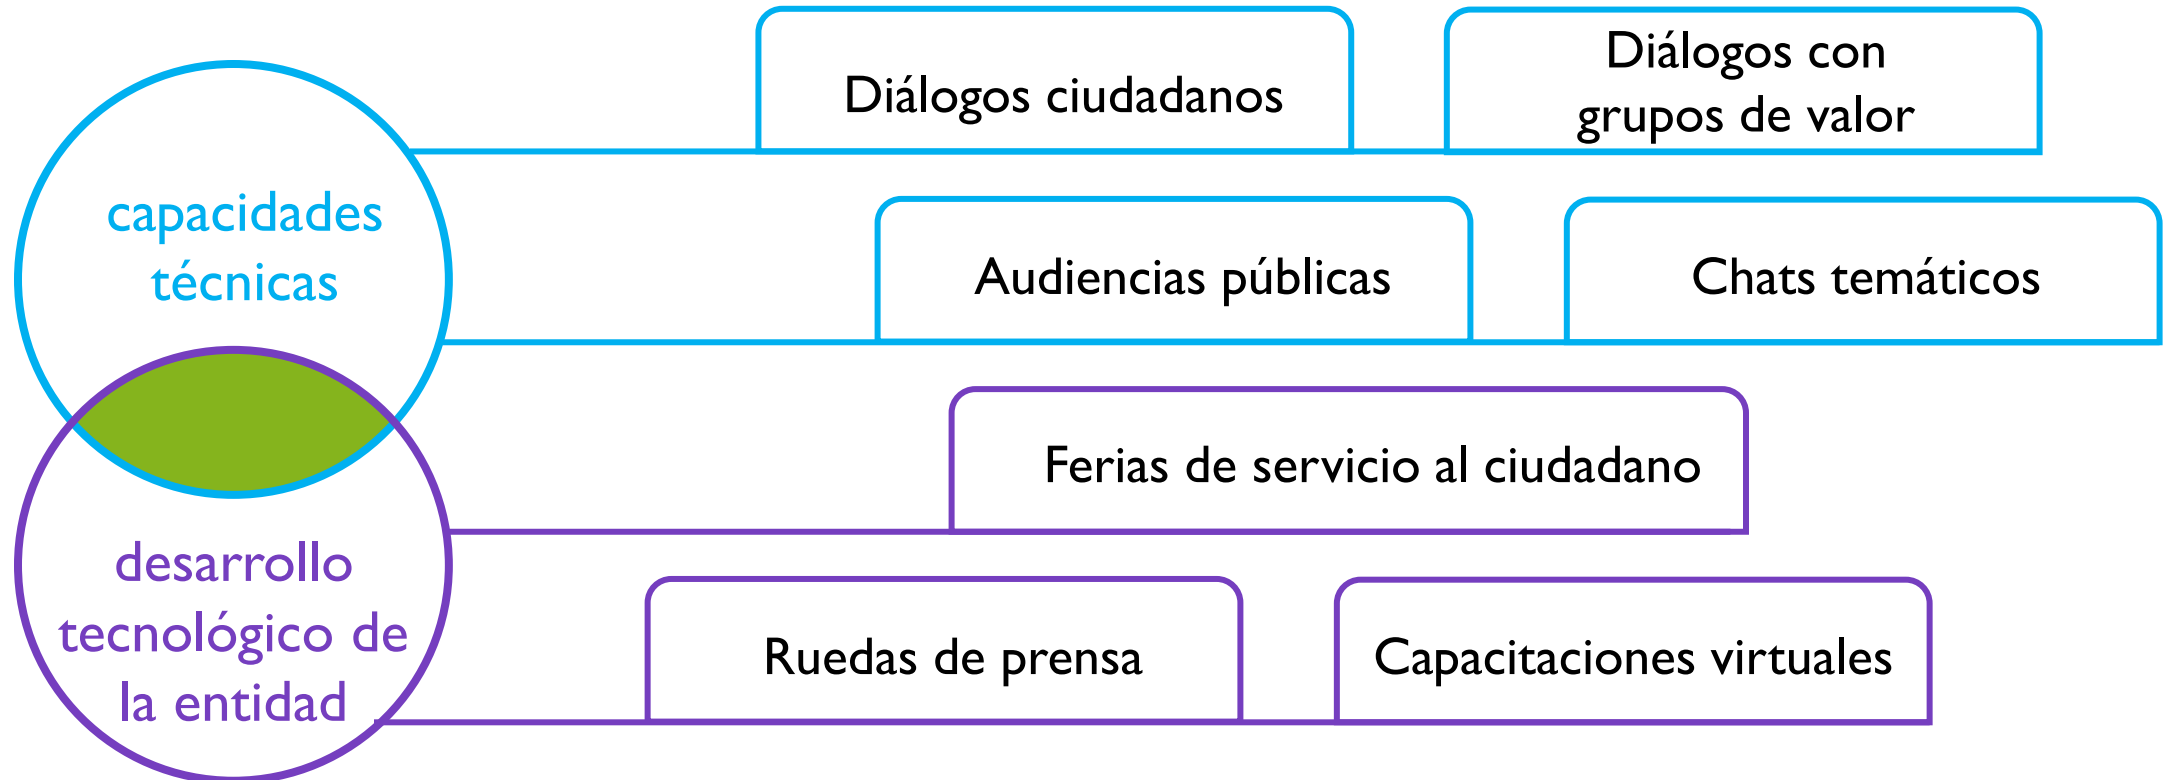 capacidades
técnicas
Diálogos ciudadanos
Diálogos con
grupos de valor
Audiencias públicas
Chats temáticos
desarrollo
tecnológico de
la entidad
Ferias de servicio al ciudadano
Ruedas de prensa
Capacitaciones virtuales